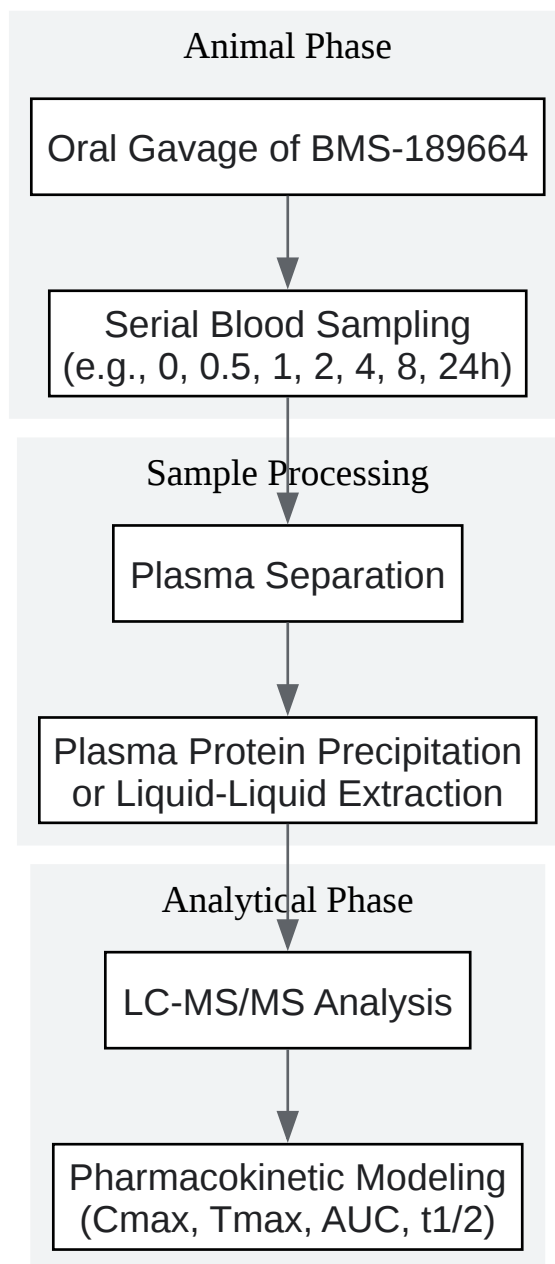 Animal Phase
Oral Gavage of BMS-189664
Serial Blood Sampling
(e.g., 0, 0.5, 1, 2, 4, 8, 24h)
Sample Processing
Plasma Separation
Plasma Protein Precipitation
or Liquid-Liquid Extraction
Analytical Phase
LC-MS/MS Analysis
Pharmacokinetic Modeling
(Cmax, Tmax, AUC, t1/2)